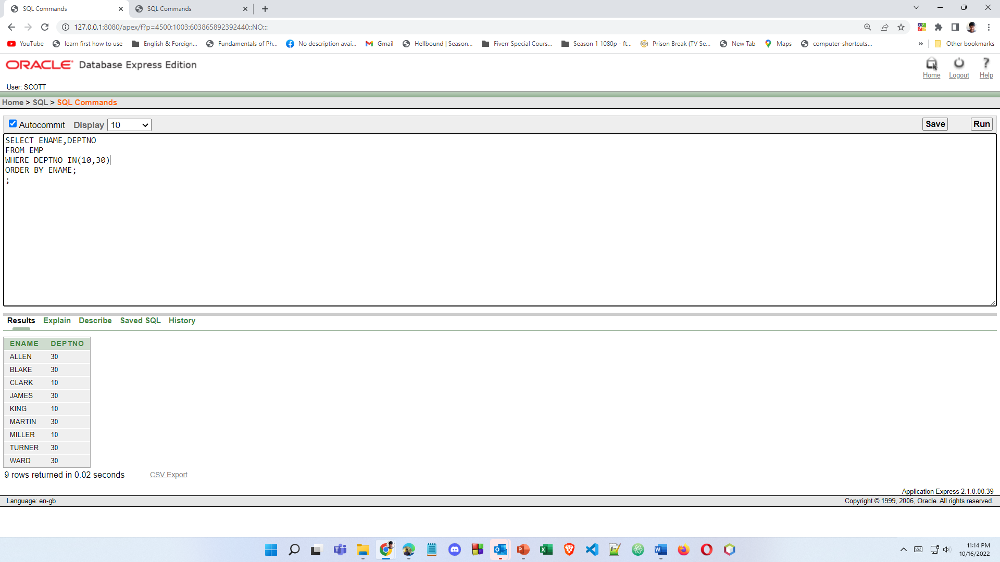 SQL Commands
SQL Commands
127.0.0.1:8080/apex/f?p=4500:1003:603865892392440::NO:::
YouTube
learn first how to use
English & Foreign...
Fundamentals of Ph...
No description avai...
Gmail
Hellbound | Season...
Fiverr Special Cours...
Season 1 1080p - ft...
Prison Break (TV Se...
New Tab
Maps
computer-shortcuts...
»
Other bookmarks
ORACLE Database Express Edition
Home
Logout
Help
User: SCOTT
Home > SQL > SQL Commands
Autocommit Display 10
Save
Run
SELECT ENAME,DEPTNO
FROM EMP
WHERE DEPTNO IN(10,30)
ORDER BY ENAME;
;
Results Explain Describe Saved SQL History
ENAME DEPTNO
ALLEN 30
BLAKE 30
CLARK 10
JAMES 30
KING 10
MARTIN 30
MILLER 10
TURNER 30
WARD 30
9 rows returned in 0.02 seconds CSV Export
Application Express 2.1.0.00.39
Language: en-gb Copyright © 1999, 2006, Oracle. All rights reserved.
11:14 PM
10/16/2022